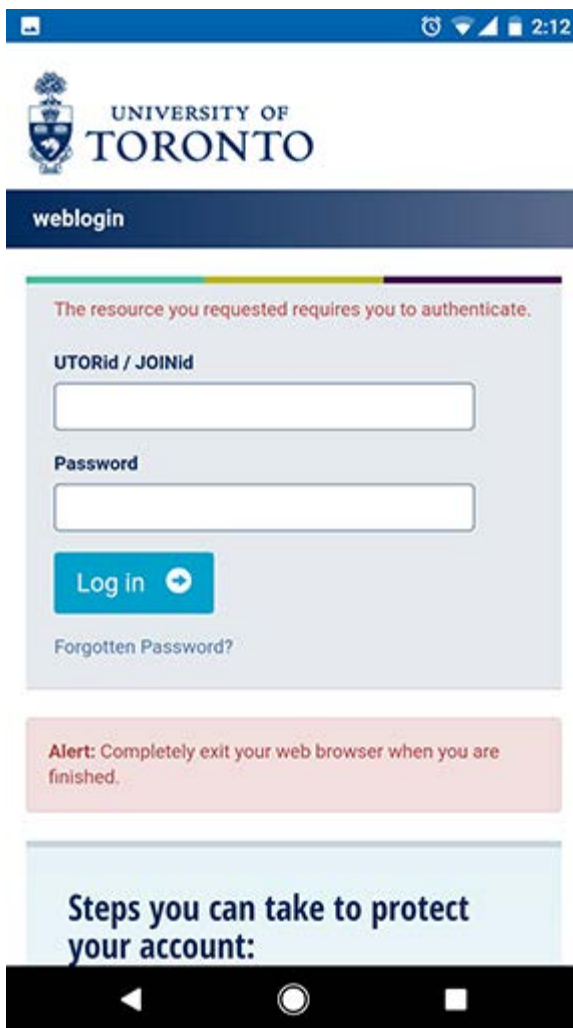 2:12
UNIVERSITY OF
TORONTO
weblogin
The resource you requested requires you to authenticate.
UTORid / JOINid
Password
Log in
Forgotten Password?
Alert: Completely exit your web browser when you are
finished.
Steps you can take to protect
your account: